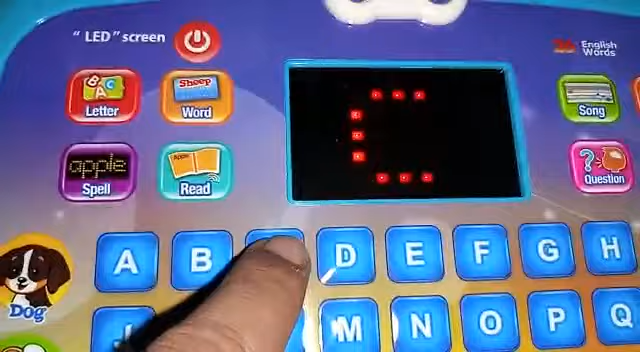 "LED" screen
English
Words
Letter
Sheep
Word
Song
apple
Spell
Apple
Read
Question
C
A B D E F G H
Dog
J M N O P Q